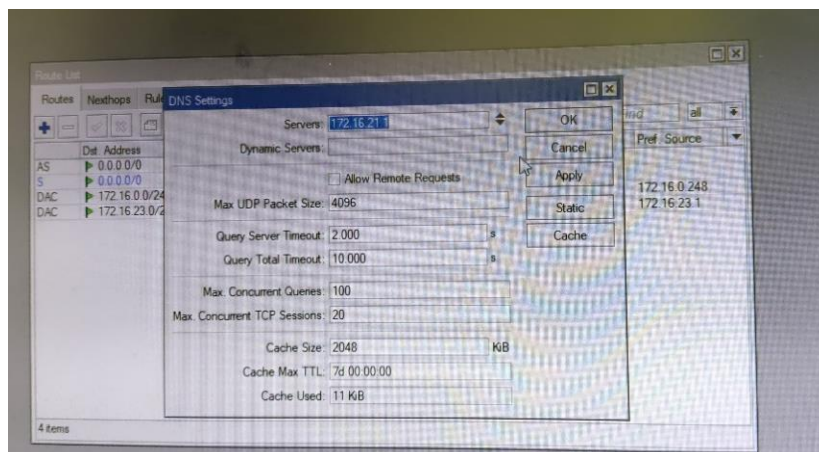 Route List
Routes Nexthops Rul
ind all
Dst. Address Pref. Source
AS 0.0.0.0/0
S 0.0.0.0/0
DAC 172.16.0.0/24 172.16.0.248
DAC 172.16.23.0/2 172.16.23.1
4 items
DNS Settings
Servers: 172.16.21.1
Dynamic Servers:
Allow Remote Requests
Max UDP Packet Size: 4096
Query Server Timeout: 2.000 s
Query Total Timeout: 10.000 s
Max. Concurrent Queries: 100
Max. Concurrent TCP Sessions: 20
Cache Size: 2048 KiB
Cache Max TTL: 7d 00:00:00
Cache Used: 11 KiB
OK
Cancel
Apply
Static
Cache